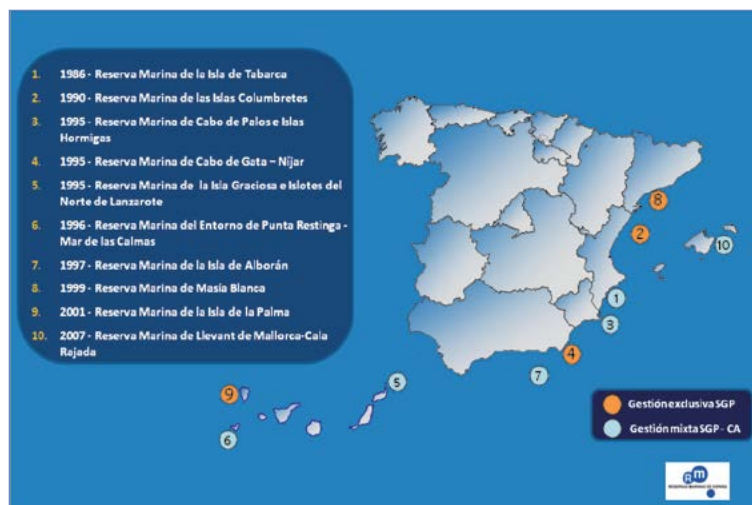 1. 1986 - Reserva Marina de la Isla de Tabarca
2. 1990 - Reserva Marina de las Islas Columbretes
3. 1995 - Reserva Marina de Cabo de Palos e Islas
Hormigas
4. 1995 - Reserva Marina de Cabo de Gata – Níjar
5. 1995 - Reserva Marina de la Isla Graciosa e Islotes del
Norte de Lanzarote
6. 1996 - Reserva Marina del Entorno de Punta Restinga -
Mar de las Calmas
7. 1997 - Reserva Marina de la Isla de Alborán
8. 1999 - Reserva Marina de Masía Blanca
9. 2001 - Reserva Marina de la Isla de la Palma
10. 2007 - Reserva Marina de Llevant de Mallorca-Cala
Rajada
8
2
10
1
3
4
7
5
9
6
Gestión exclusiva SGP
Gestión mixta SGP - CA
Rm
RESERVAS MARINAS DE ESPAÑA